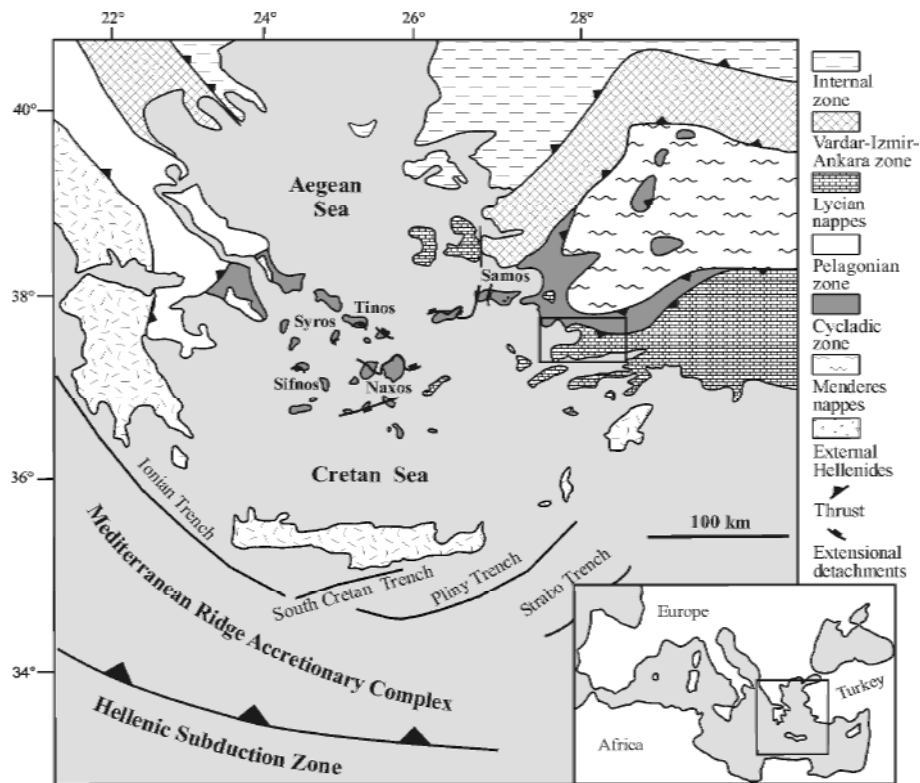 22°
24°
26°
28°
40°
38°
36°
34°
Aegean
Sea
Samos
Tinos
Syros
Sifnos
Naxos
Cretan Sea
Ionian Trench
South Cretan Trench
Pliny Trench
Strabo Trench
Mediterranean Ridge Accretionary Complex
Hellenic Subduction Zone
100 km
Internal
zone
Vardar-Izmir-
Ankara zone
Lycian
nappes
Pelagonian
zone
Cycladic
zone
Menderes
nappes
External
Hellenides
Thrust
Extensional
detachments
Europe
Turkey
Africa